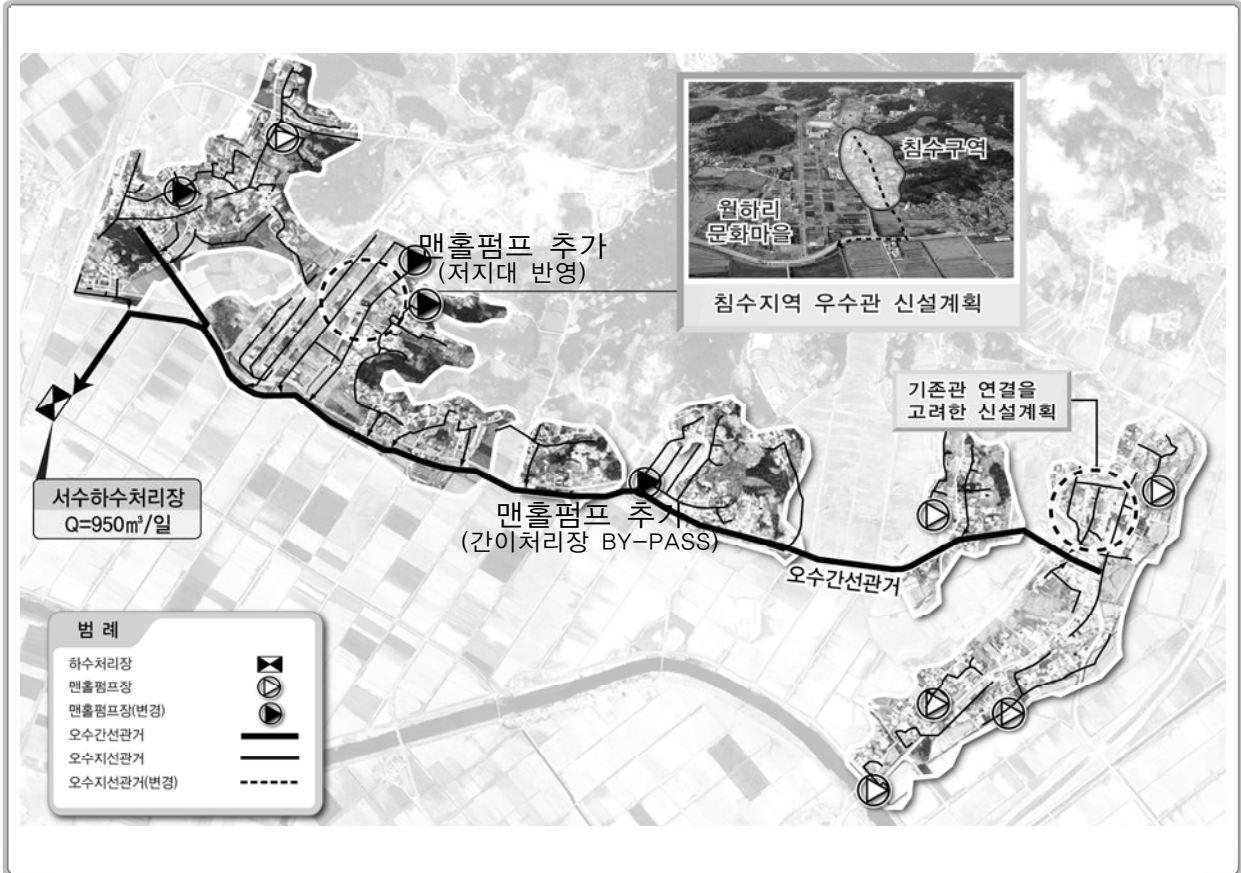 침수구역
월하리
문화마을
침수지역 우수관 신설계획
맨홀펌프 추가
(저지대 반영)
기존관 연결을
고려한 신설계획
서수하수처리장
Q=950㎥/일
맨홀펌프 추가
(간이처리장 BY-PASS)
오수간선관거
범 례
하수처리장
맨홀펌프장
맨홀펌프장(변경)
오수간선관거
오수지선관거
오수지선관거(변경)